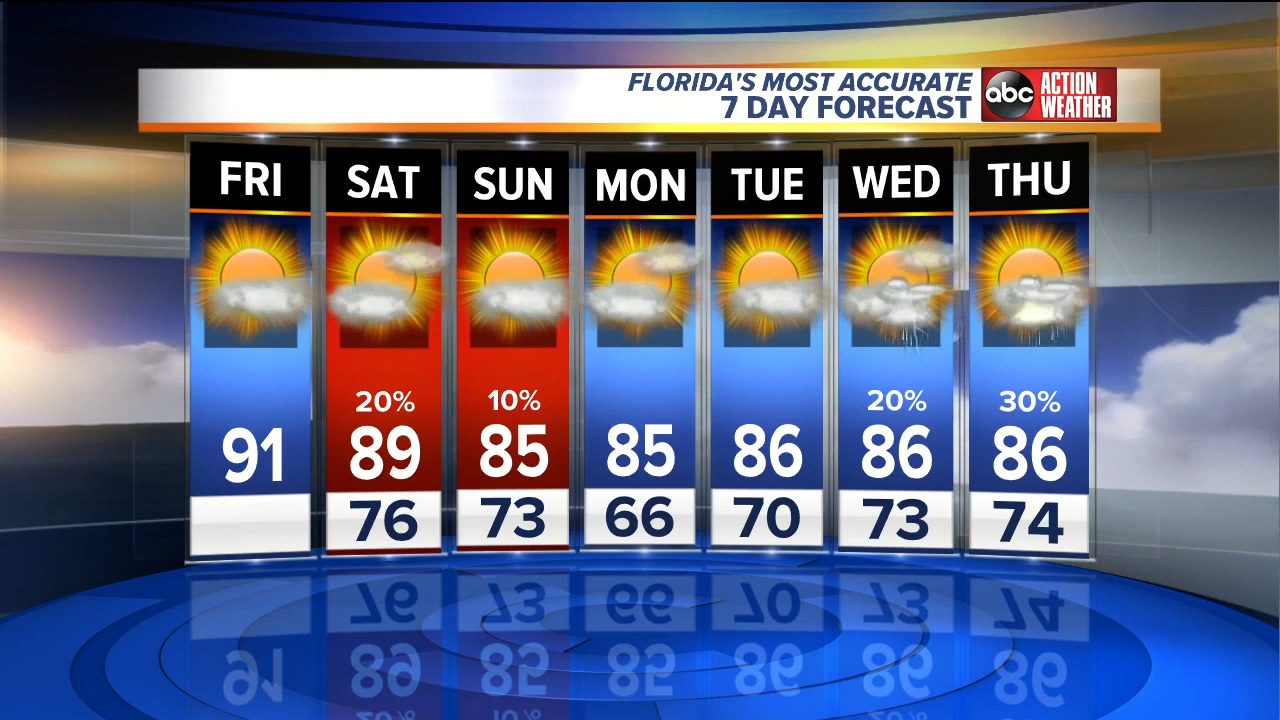 FLORIDA'S MOST ACCURATE
7 DAY FORECAST
abc ACTION
WEATHER
FRI SAT SUN MON TUE WED THU
20% 10% 20% 30%
91 89 85 85 86 86 86
76 73 66 70 73 74